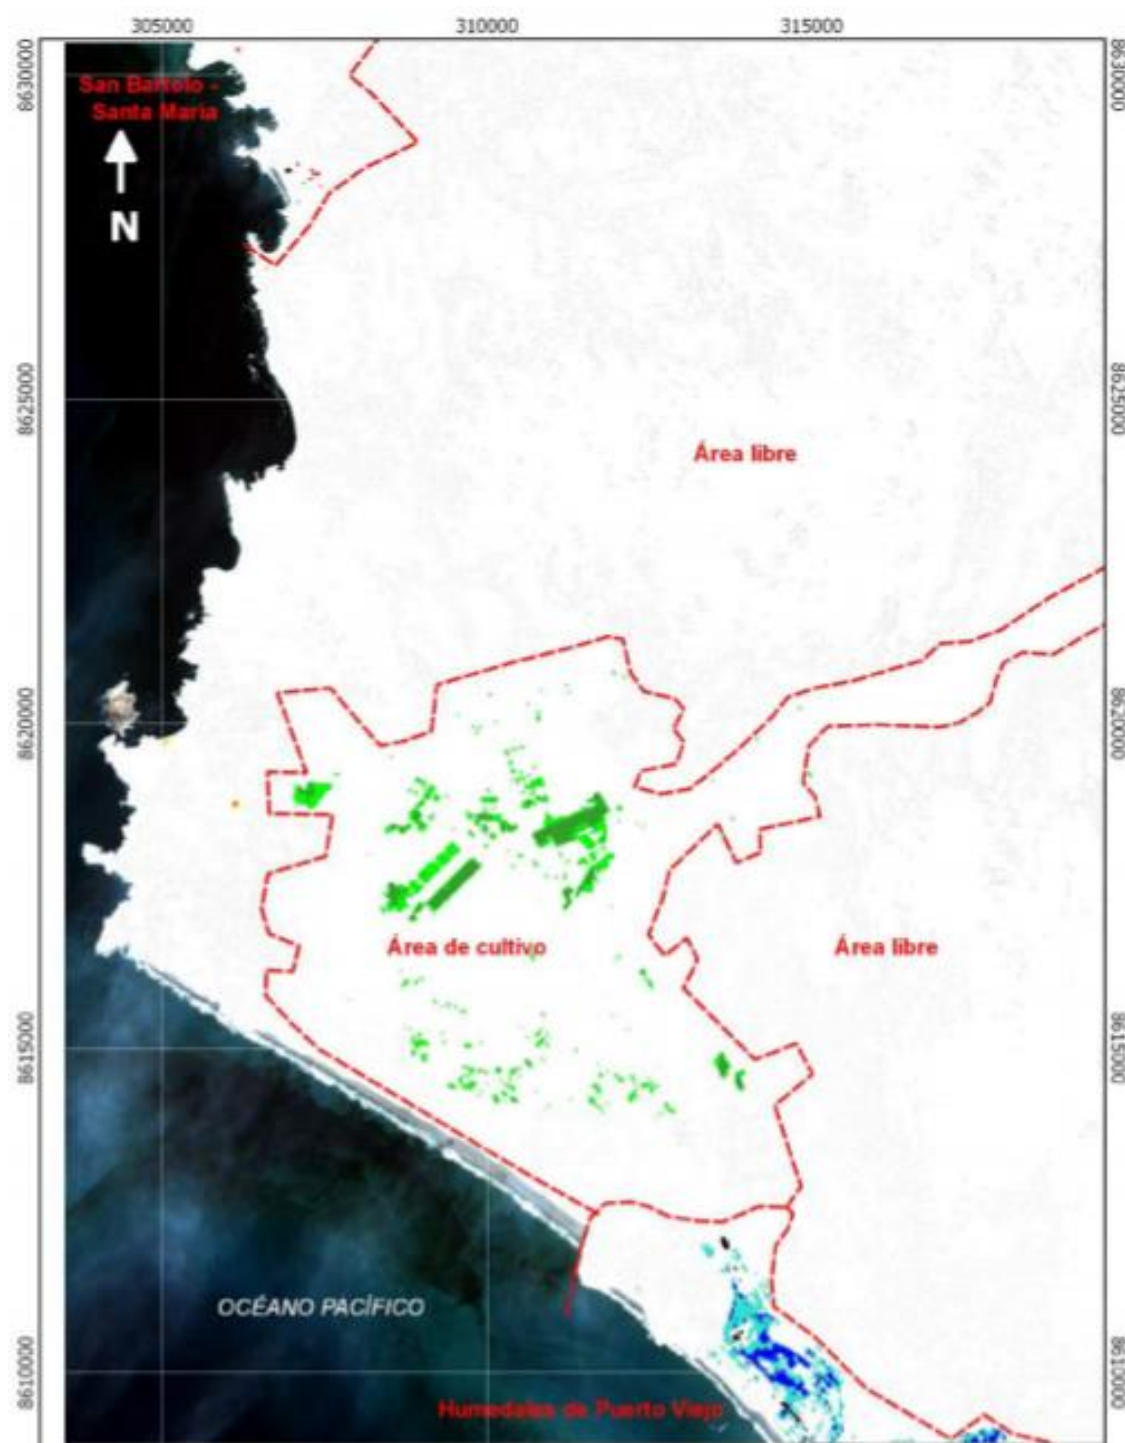 305000 310000 315000
8630000
8630000
San Bartolo -
Santa María
N
8625000
8625000
Área libre
8620000
8620000
Área de cultivo
Área libre
8615000
8615000
OCÉANO PACÍFICO
8610000
8610000
Humedales de Puerto Viejo